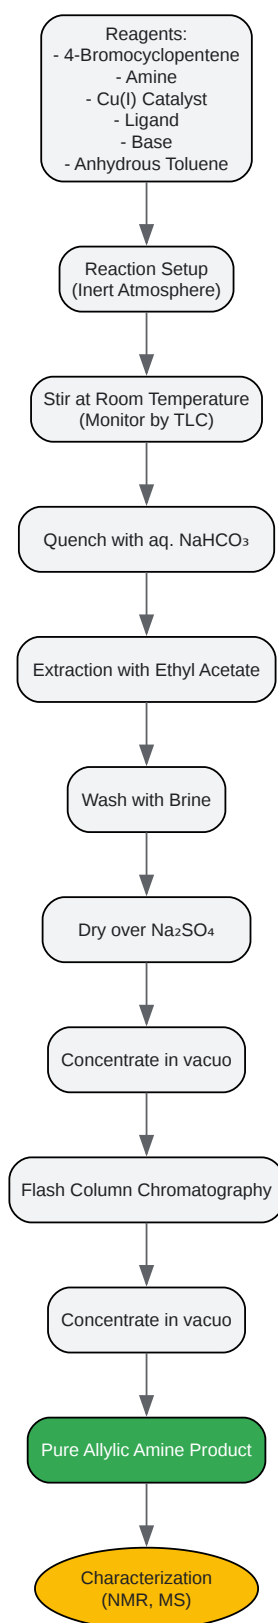 Reagents:
- 4-Bromocyclopentene
- Amine
- Cu(I) Catalyst
- Ligand
- Base
- Anhydrous Toluene
Reaction Setup
(Inert Atmosphere)
Stir at Room Temperature
(Monitor by TLC)
Quench with aq. NaHCO₃
Extraction with Ethyl Acetate
Wash with Brine
Dry over Na₂SO₄
Concentrate in vacuo
Flash Column Chromatography
Concentrate in vacuo
Pure Allylic Amine Product
Characterization
(NMR, MS)